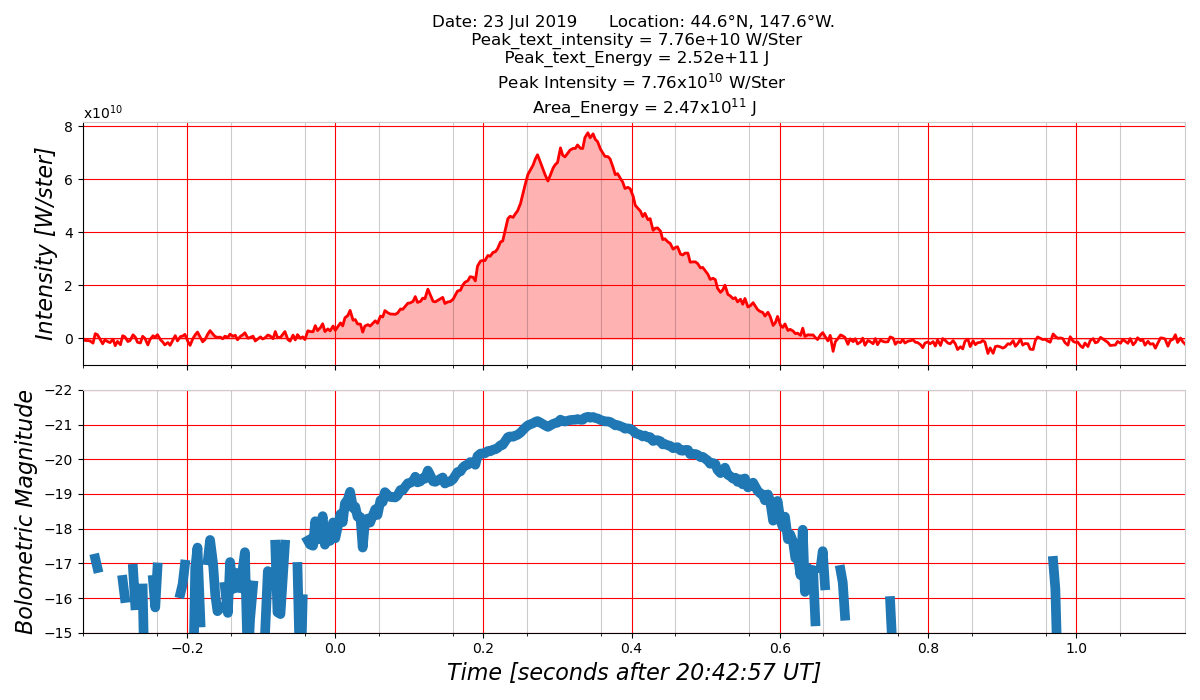 Date: 23 Jul 2019      Location: 44.6°N, 147.6°W.
Peak_text_intensity = 7.76e+10 W/Ster
Peak_text_Energy = 2.52e+11 J
Peak Intensity = 7.76x10¹⁰ W/Ster
Area_Energy = 2.47x10¹¹ J
x10¹⁰
8
6
4
2
0
Intensity [W/ster]
−22
−21
−20
−19
−18
−17
−16
−15
Bolometric Magnitude
−0.2 0.0 0.2 0.4 0.6 0.8 1.0
Time [seconds after 20:42:57 UT]